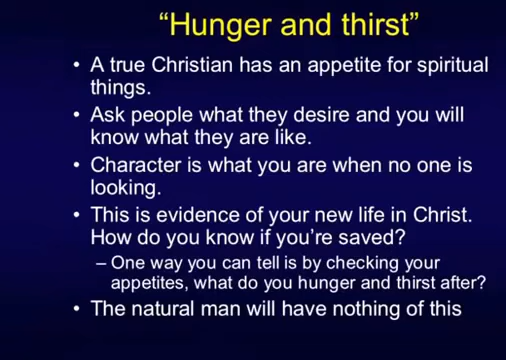 “Hunger and thirst”
• A true Christian has an appetite for spiritual
things.
• Ask people what they desire and you will
know what they are like.
• Character is what you are when no one is
looking.
• This is evidence of your new life in Christ.
How do you know if you’re saved?
– One way you can tell is by checking your
appetites, what do you hunger and thirst after?
• The natural man will have nothing of this